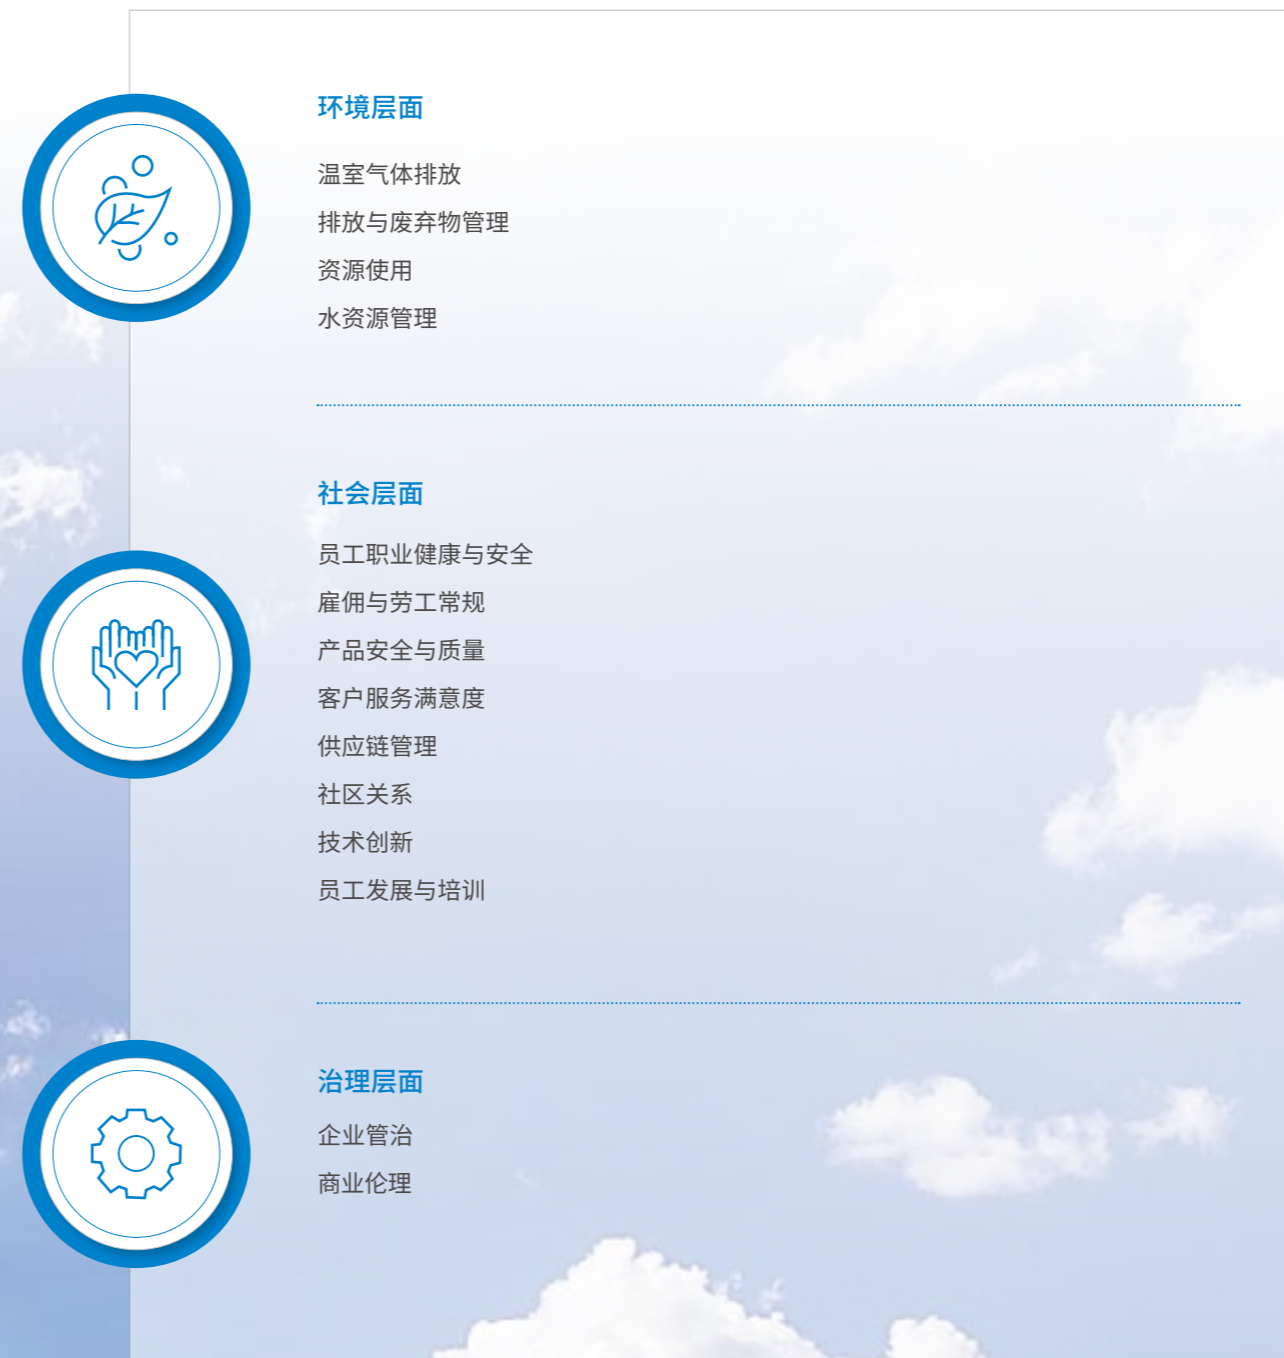 环境层面
温室气体排放
排放与废弃物管理
资源使用
水资源管理
社会层面
员工职业健康与安全
雇佣与劳工常规
产品安全与质量
客户服务满意度
供应链管理
社区关系
技术创新
员工发展与培训
治理层面
企业管治
商业伦理